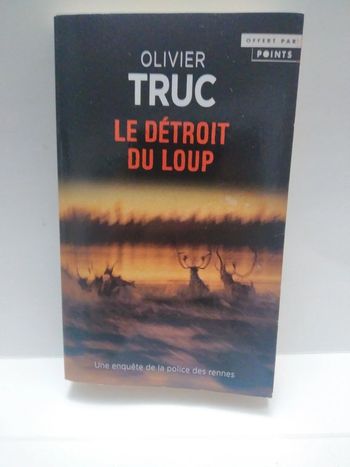 OFFERT PAR
POINTS
OLIVIER
TRUC
LE DÉTROIT
DU LOUP
Une enquête de la police des rennes